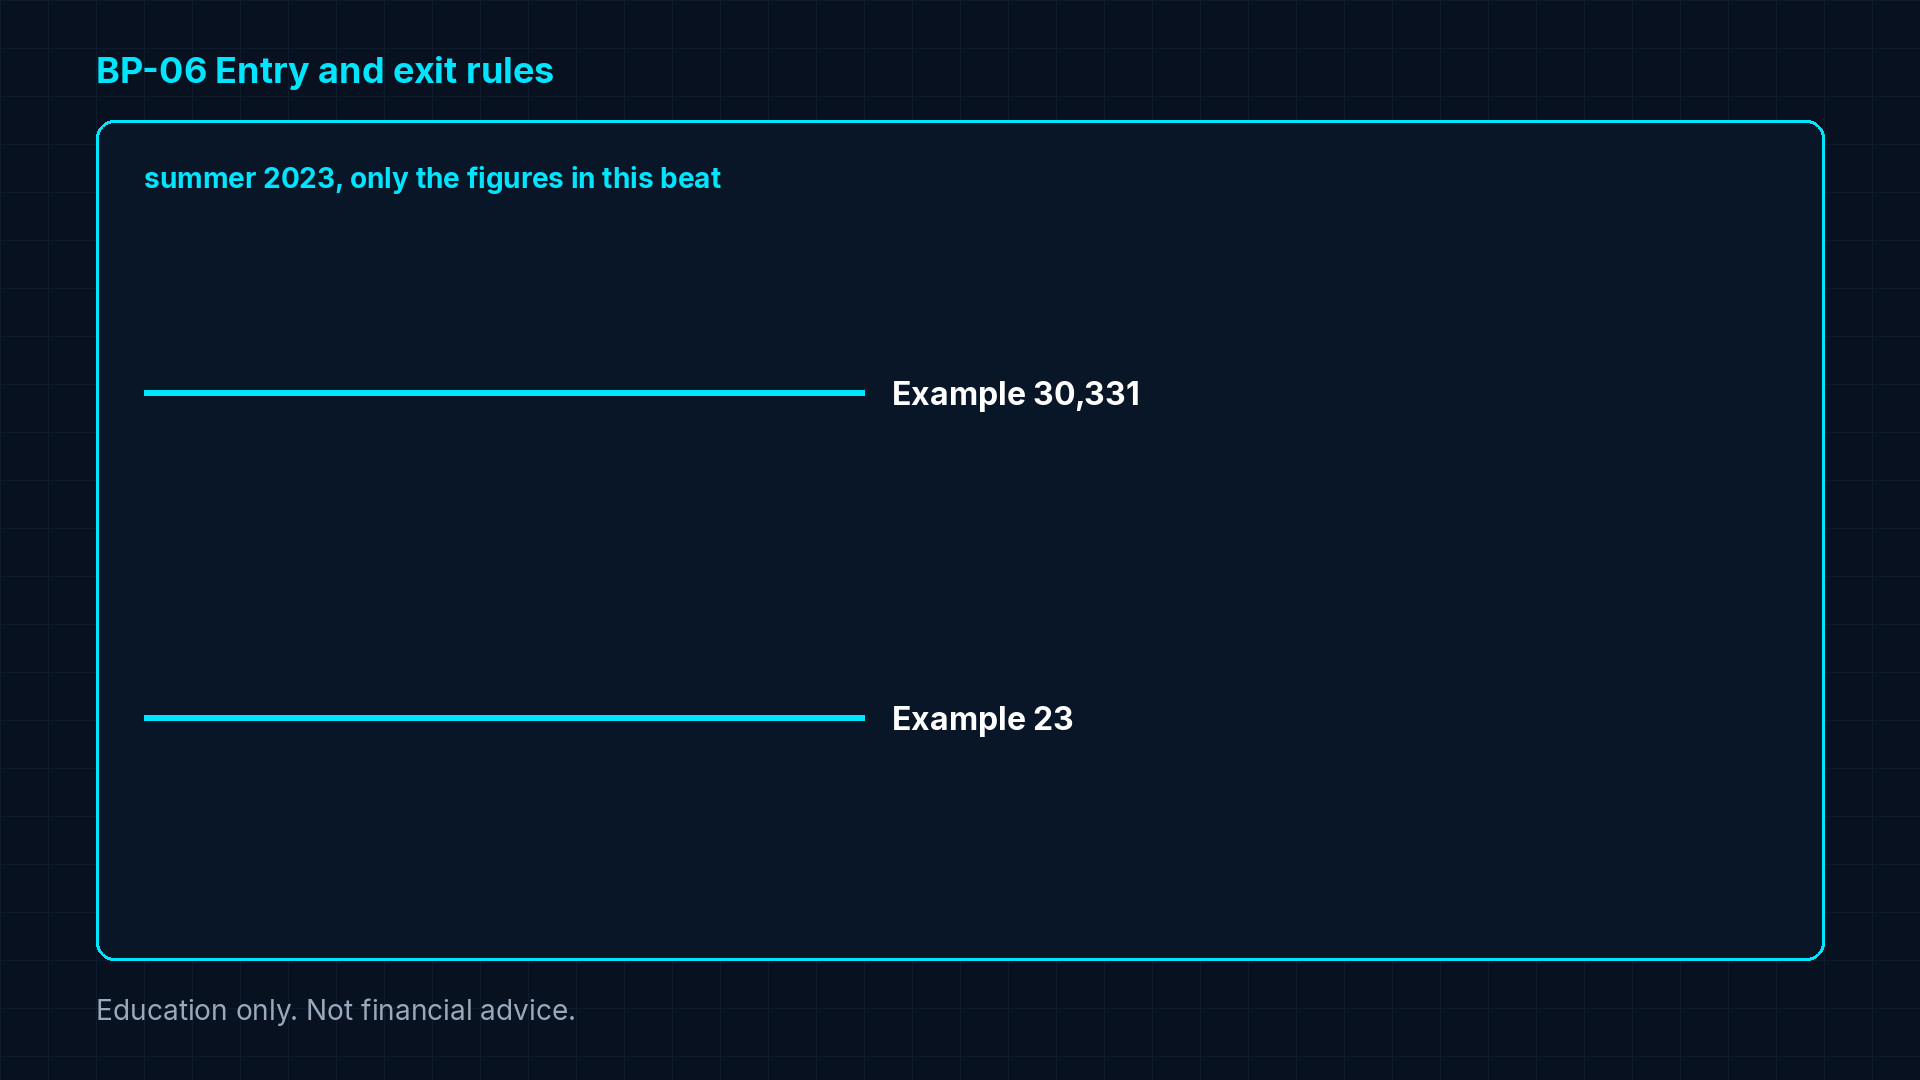 BP-06 Entry and exit rules
summer 2023, only the figures in this beat
Example 30,331
Example 23
Education only. Not financial advice.